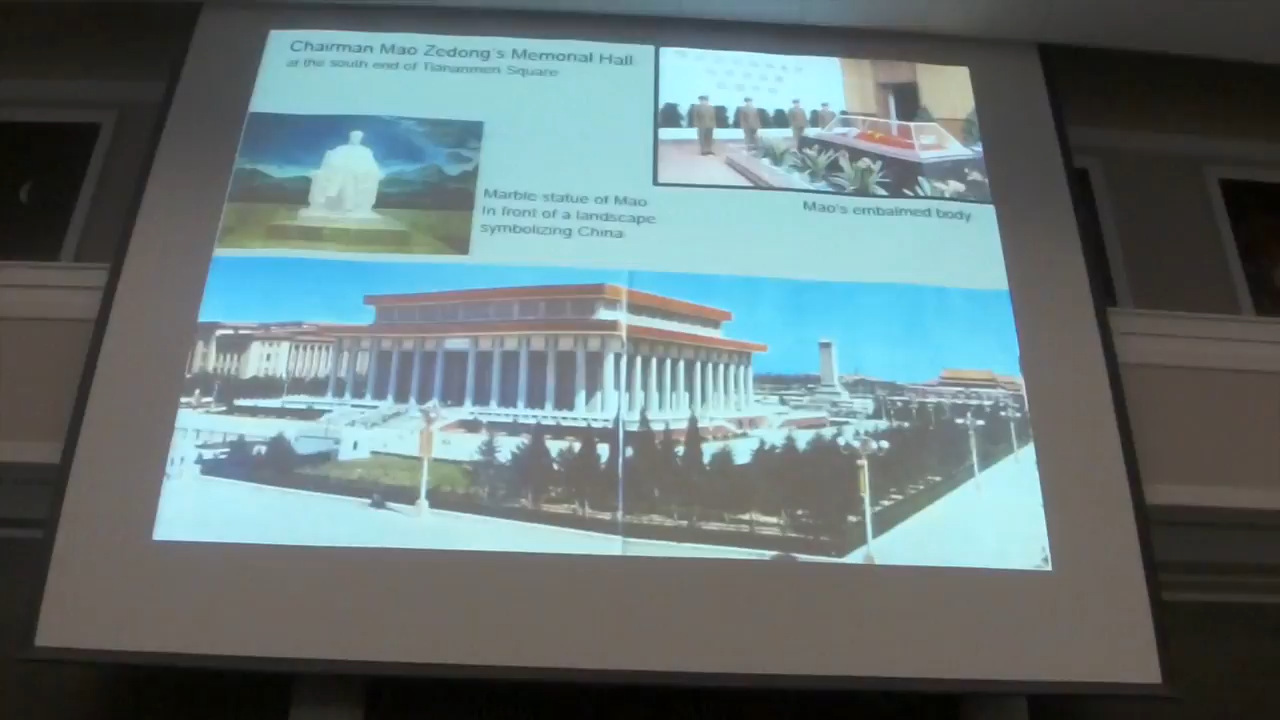 Chairman Mao Zedong's Memorial Hall
at the south end of Tiananmen Square
Marble statue of Mao
In front of a landscape
symbolizing China
Mao's embalmed body